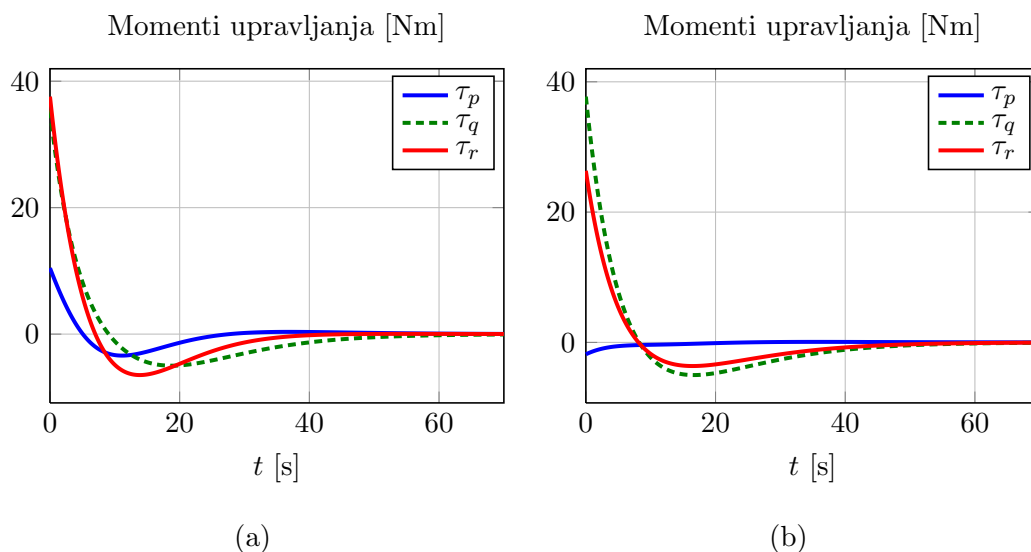 Momenti upravljanja [Nm]
40
20
0
0 20 40 60
τp
τq
τr
t [s]
(a)
Momenti upravljanja [Nm]
40
20
0
0 20 40 60
τp
τq
τr
t [s]
(b)